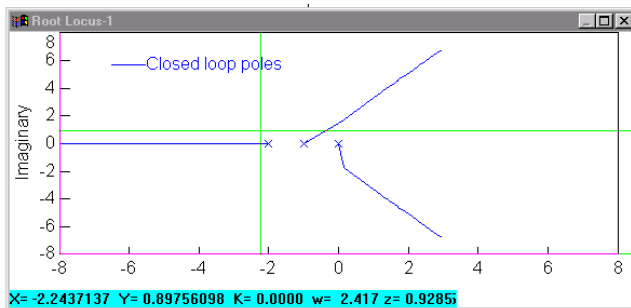 Root Locus-1
8
6
4
2
0
-2
-4
-6
-8
Imaginary
Closed loop poles
-8 -6 -4 -2 0 2 4 6 8
X= -2.2437137 Y= 0.89756098 K= 0.0000 w= 2.417 z= 0.9285